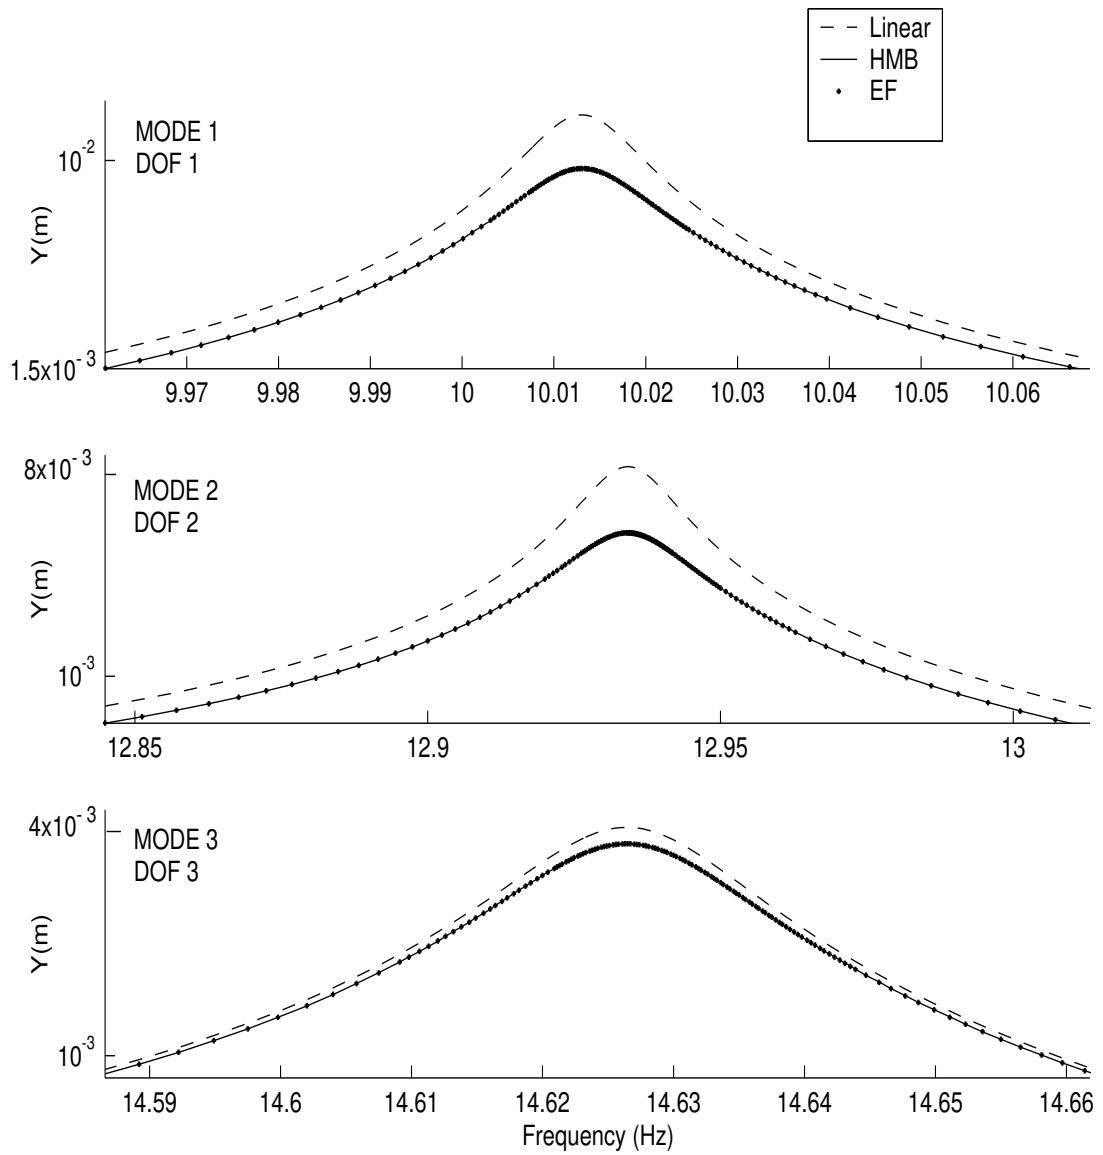 Linear
HMB
EF
MODE 1
DOF 1
10⁻²
Y(m)
1.5x10⁻³
9.97 9.98 9.99 10 10.01 10.02 10.03 10.04 10.05 10.06
8x10⁻³
MODE 2
DOF 2
Y(m)
10⁻³
12.85 12.9 12.95 13
4x10⁻³
MODE 3
DOF 3
Y(m)
10⁻³
14.59 14.6 14.61 14.62 14.63 14.64 14.65 14.66
Frequency (Hz)